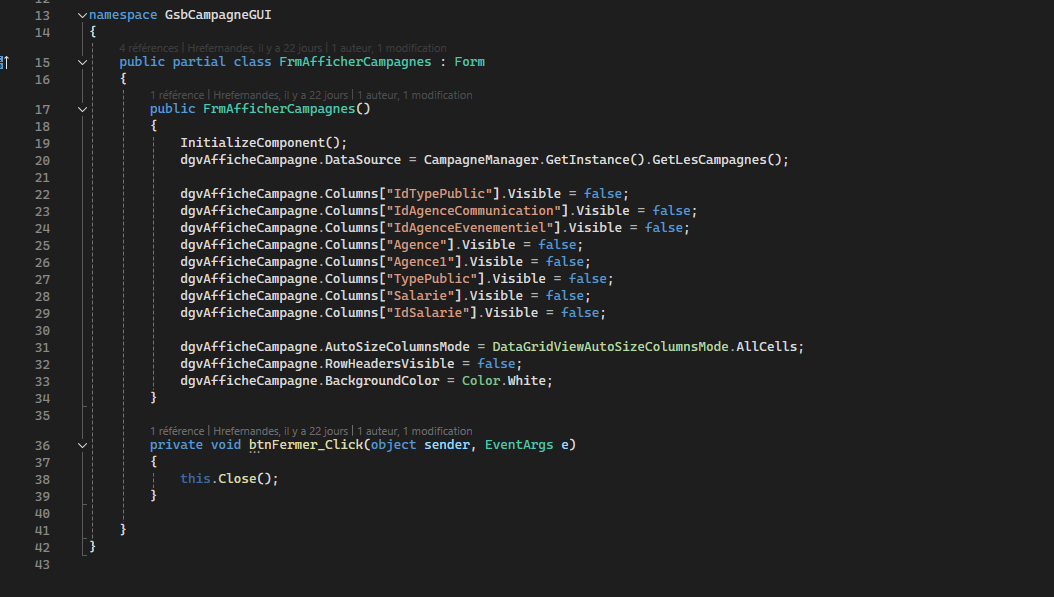 13 namespace GsbCampagneGUI
14 {
4 références | Hrefernandes, il y a 22 jours | 1 auteur, 1 modification
15 public partial class FrmAfficherCampagnes : Form
16 {
1 référence | Hrefernandes, il y a 22 jours | 1 auteur, 1 modification
17 public FrmAfficherCampagnes()
18 {
19 InitializeComponent();
20 dgvAfficheCampagne.DataSource = CampagneManager.GetInstance().GetLesCampagnes();
21
22 dgvAfficheCampagne.Columns["IdTypePublic"].Visible = false;
23 dgvAfficheCampagne.Columns["IdAgenceCommunication"].Visible = false;
24 dgvAfficheCampagne.Columns["IdAgenceEvenementiel"].Visible = false;
25 dgvAfficheCampagne.Columns["Agence"].Visible = false;
26 dgvAfficheCampagne.Columns["Agence1"].Visible = false;
27 dgvAfficheCampagne.Columns["TypePublic"].Visible = false;
28 dgvAfficheCampagne.Columns["Salarie"].Visible = false;
29 dgvAfficheCampagne.Columns["IdSalarie"].Visible = false;
30
31 dgvAfficheCampagne.AutoSizeColumnsMode = DataGridViewAutoSizeColumnsMode.AllCells;
32 dgvAfficheCampagne.RowHeadersVisible = false;
33 dgvAfficheCampagne.BackgroundColor = Color.White;
34 }
35
1 référence | Hrefernandes, il y a 22 jours | 1 auteur, 1 modification
36 private void btnFermer_Click(object sender, EventArgs e)
37 {
38 this.Close();
39 }
40
41 }
42 }
43